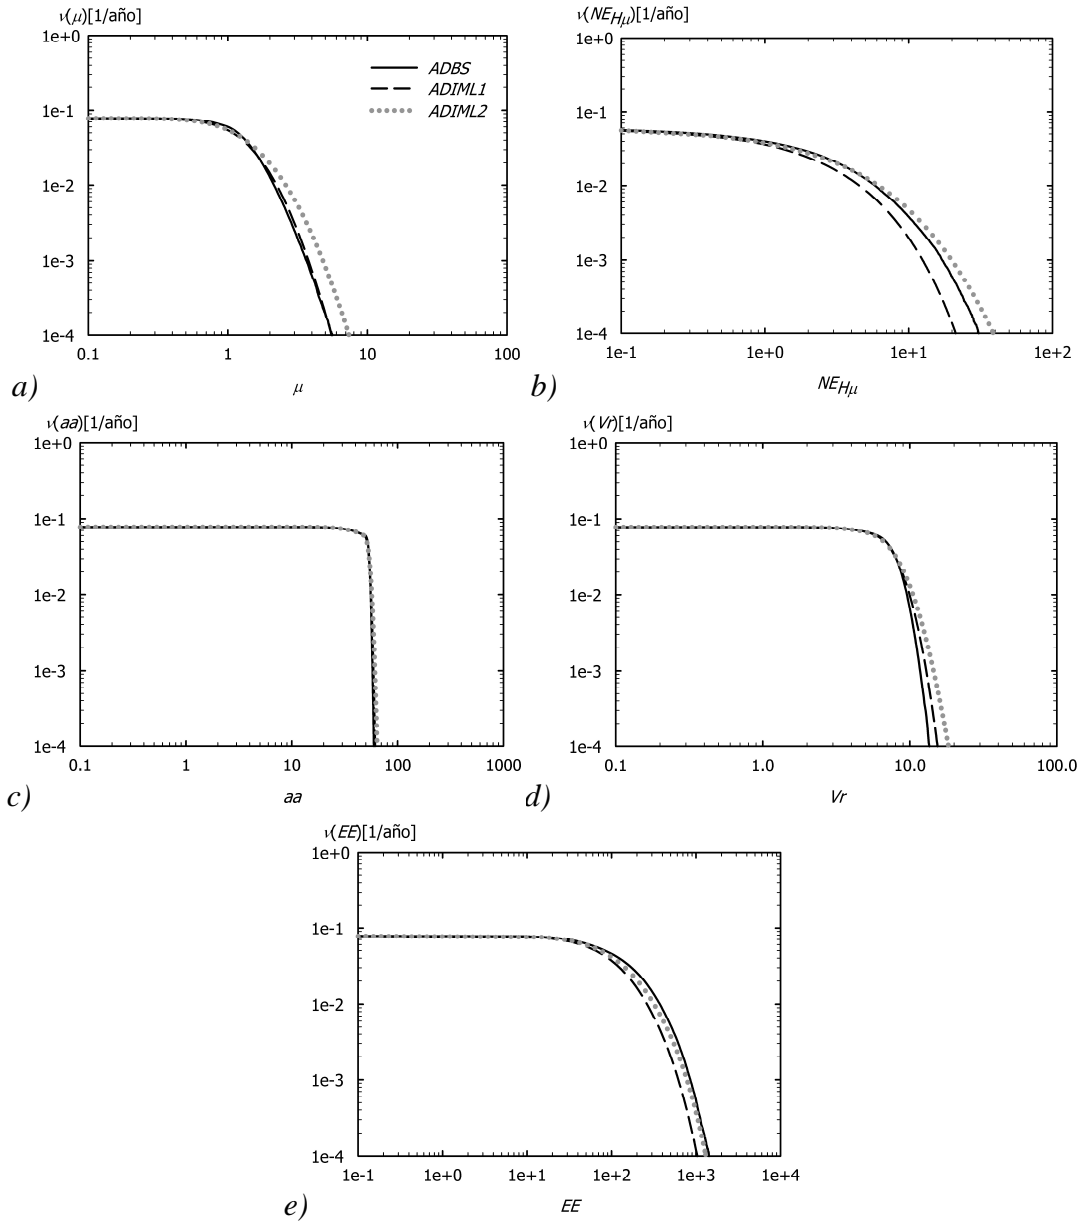 ν(μ)[1/año]
1e+0
1e-1
1e-2
1e-3
1e-4
0.1 1 10 100
μ
ADBS
ADIML1
ADIML2
a)
ν(NE_Hμ)[1/año]
1e+0
1e-1
1e-2
1e-3
1e-4
1e-1 1e+0 1e+1 1e+2
NE_Hμ
b)
ν(aa)[1/año]
1e+0
1e-1
1e-2
1e-3
1e-4
0.1 1 10 100 1000
aa
c)
ν(Vr)[1/año]
1e+0
1e-1
1e-2
1e-3
1e-4
0.1 1.0 10.0 100.0
Vr
d)
ν(EE)[1/año]
1e+0
1e-1
1e-2
1e-3
1e-4
1e-1 1e+0 1e+1 1e+2 1e+3 1e+4
EE
e)